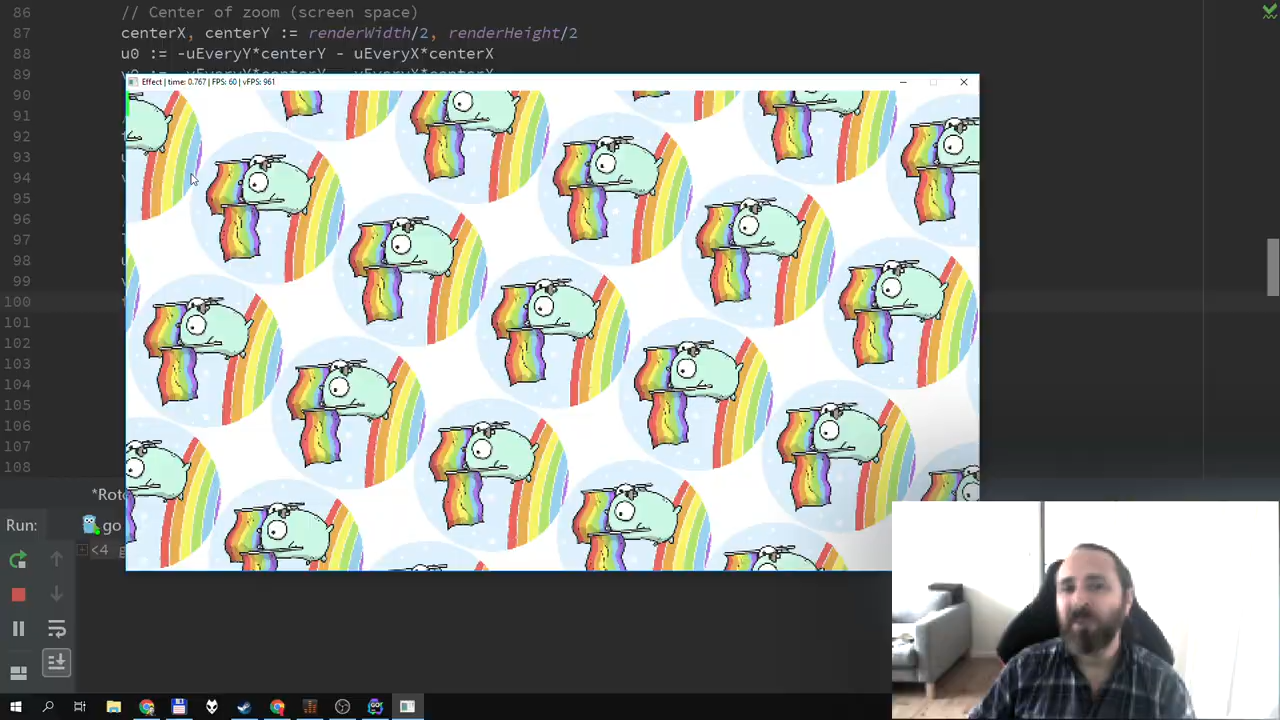 86 // Center of zoom (screen space)
87 centerX, centerY := renderWidth/2, renderHeight/2
88 u0 := -uEveryY*centerY - uEveryX*centerX
89
Effect | time: 0.767 | FPS: 60 | vFPS: 961
90
91
92
93 u
94 v
95
96
97
98 u
99 v
100
101
102
103
104
105
106
107
108
*Roto
Run: go
<4 g